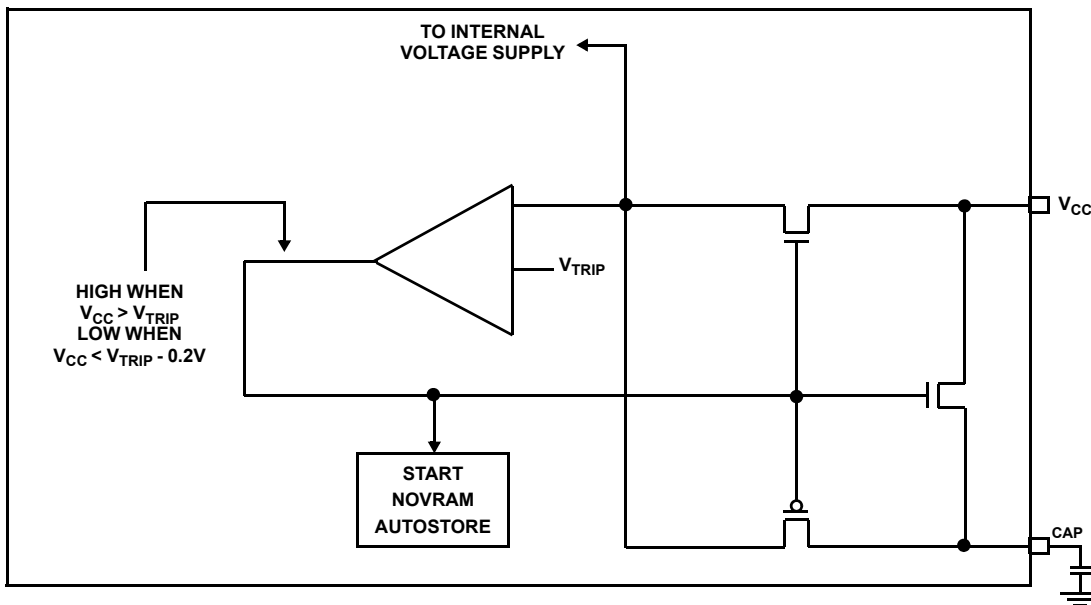 TO INTERNAL
VOLTAGE SUPPLY
VCC
VTRIP
HIGH WHEN
VCC > VTRIP
LOW WHEN
VCC < VTRIP - 0.2V
START
NOVRAM
AUTOSTORE
CAP